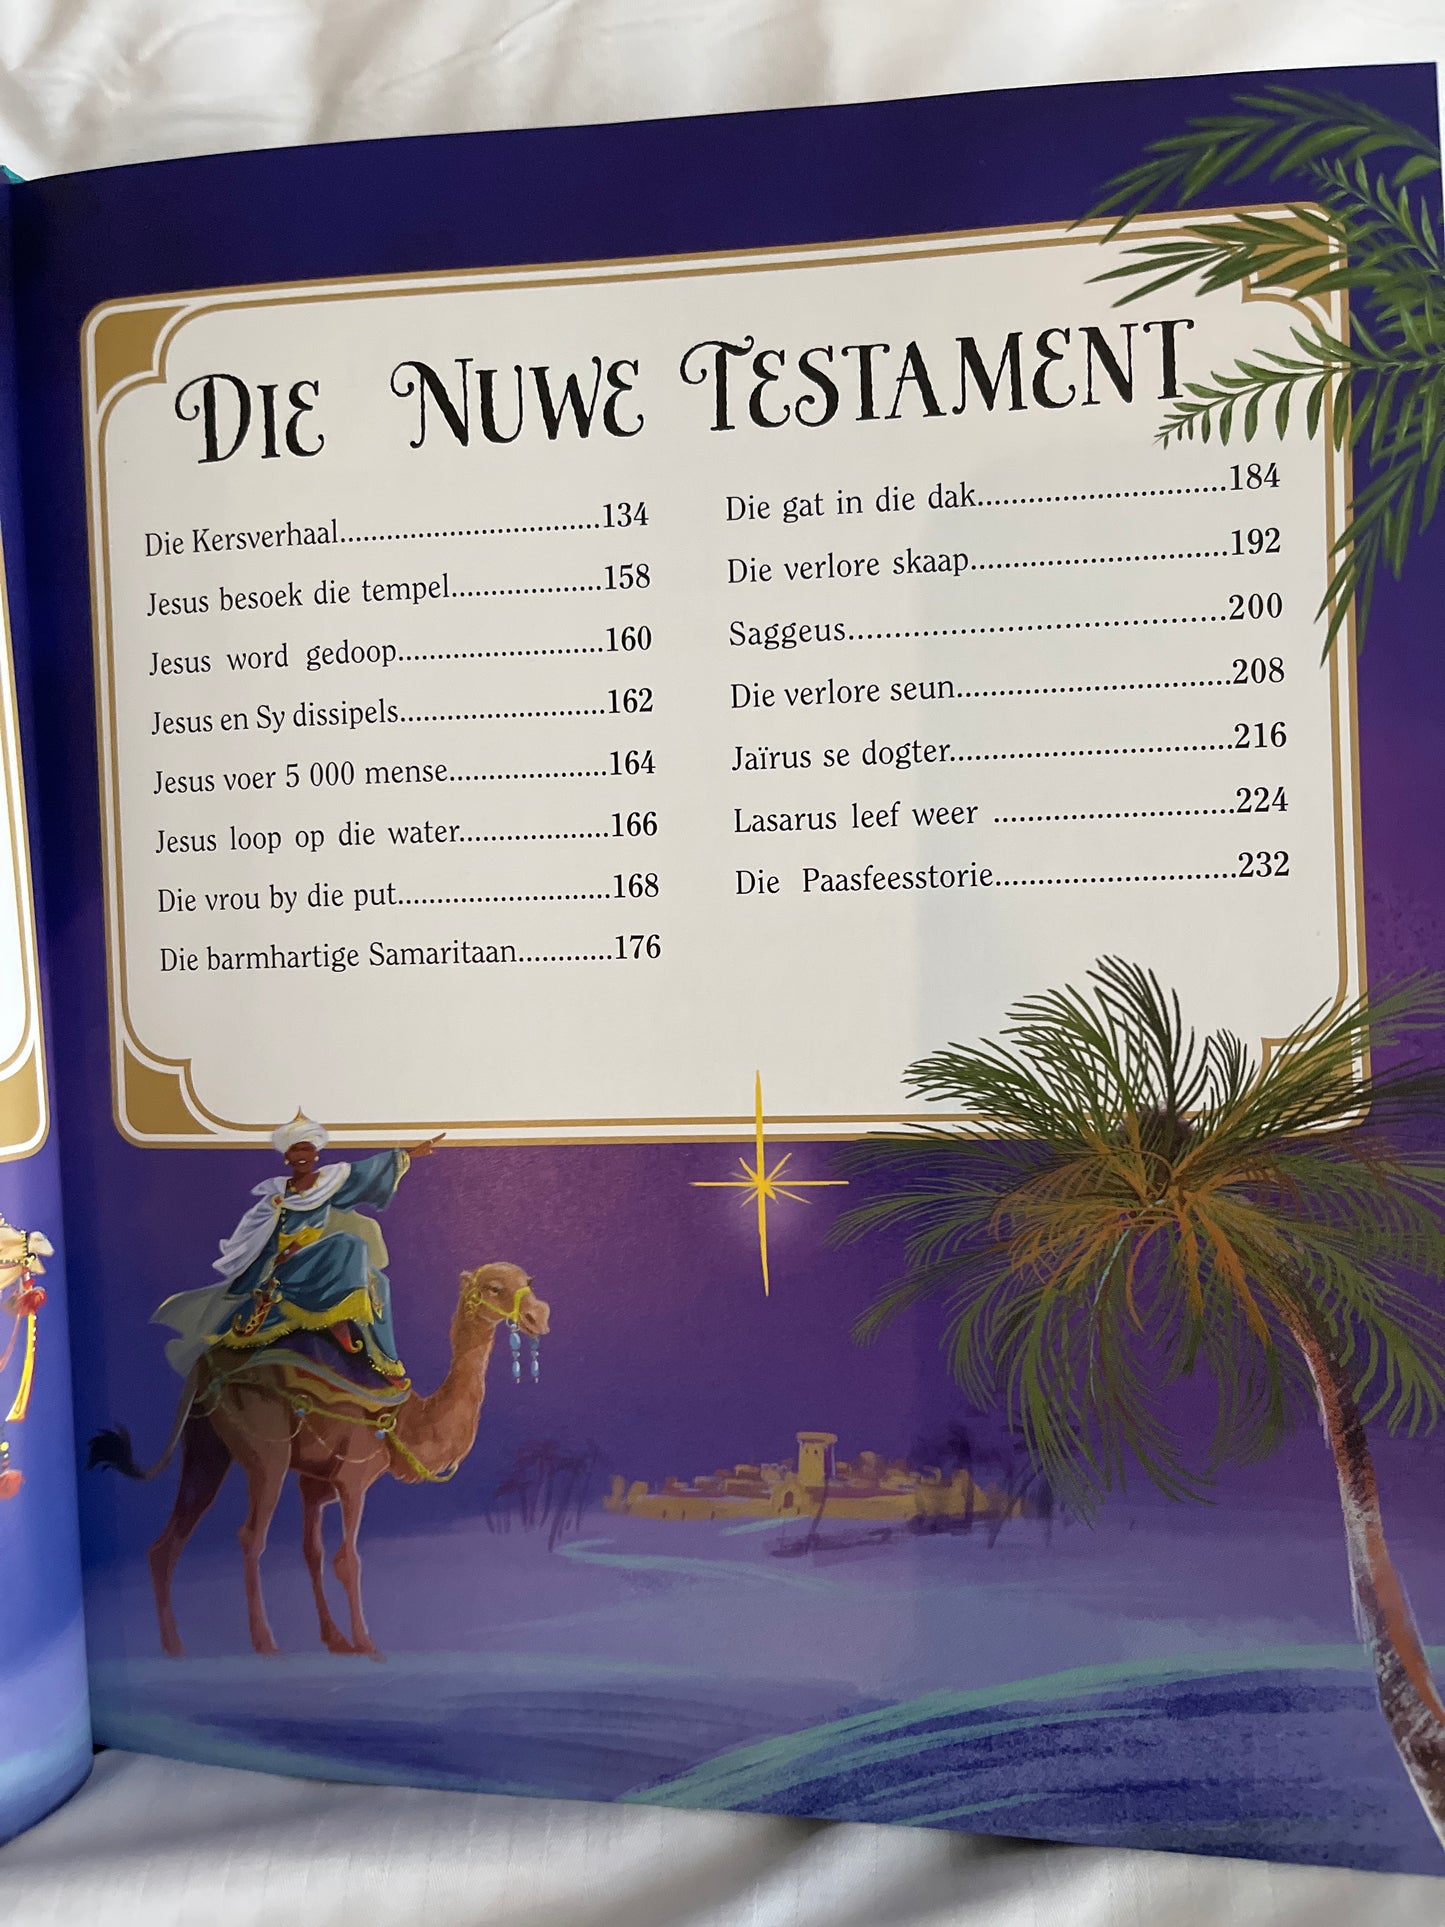 DIE NUWE TESTAMENT
Die Kersverhaal..................................134
Jesus besoek die tempel...................158
Jesus word gedoop..........................160
Jesus en Sy dissipels..........................162
Jesus voer 5 000 mense....................164
Jesus loop op die water...................166
Die vrou by die put...........................168
Die barmhartige Samaritaan............176
Die gat in die dak...............................184
Die verlore skaap................................192
Saggeus...............................................200
Die verlore seun..................................208
Jaïrus se dogter...................................216
Lasarus leef weer ..............................224
Die Paasfeesstorie..............................232